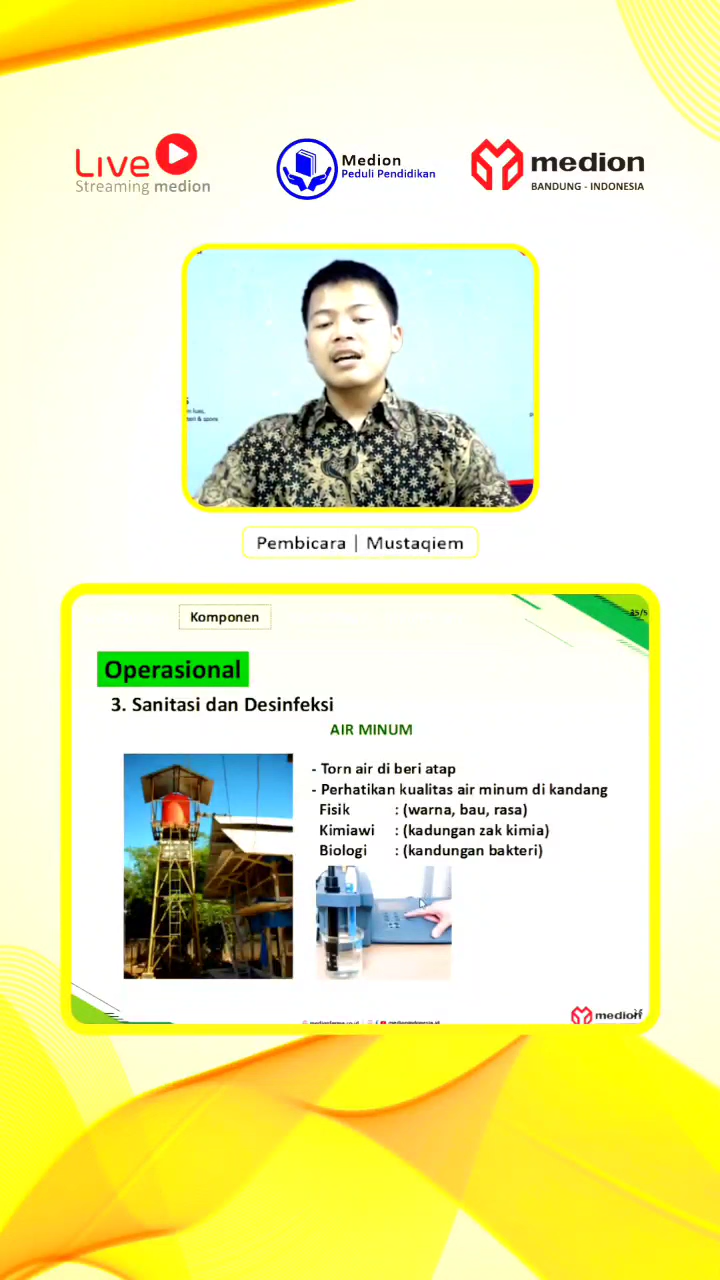 Live
Streaming medion
Medion
Peduli Pendidikan
medion
BANDUNG - INDONESIA
Pembicara | Mustaqiem
Komponen
Operasional
3. Sanitasi dan Desinfeksi
AIR MINUM
- Torn air di beri atap
- Perhatikan kualitas air minum di kandang
Fisik : (warna, bau, rasa)
Kimiawi : (kadungan zak kimia)
Biologi : (kandungan bakteri)
medion